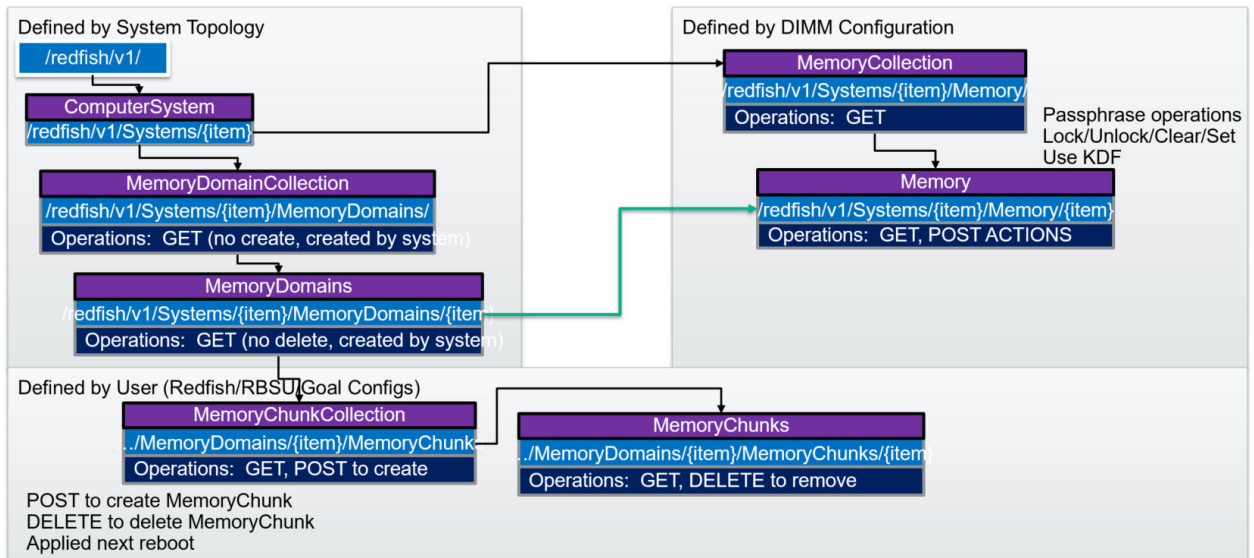 Defined by System Topology
/redfish/v1/
ComputerSystem
/redfish/v1/Systems/{item}
MemoryDomainCollection
/redfish/v1/Systems/{item}/MemoryDomains/
Operations:  GET (no create, created by system)
MemoryDomains
/redfish/v1/Systems/{item}/MemoryDomains/{item}
Operations:  GET (no delete, created by system)
Defined by DIMM Configuration
MemoryCollection
/redfish/v1/Systems/{item}/Memory/
Operations:  GET
Passphrase operations
Lock/Unlock/Clear/Set
Use KDF
Memory
/redfish/v1/Systems/{item}/Memory/{item}
Operations:  GET, POST ACTIONS
Defined by User (Redfish/RBSU/Goal Configs)
MemoryChunkCollection
../MemoryDomains/{item}/MemoryChunks
Operations:  GET, POST to create
MemoryChunks
../MemoryDomains/{item}/MemoryChunks/{item}
Operations:  GET, DELETE to remove
POST to create MemoryChunk
DELETE to delete MemoryChunk
Applied next reboot